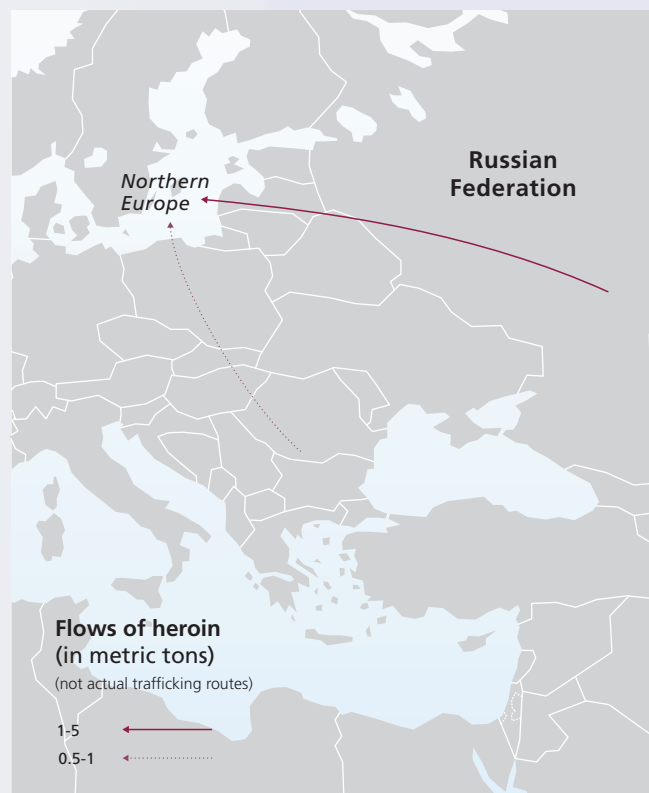 Russian
Federation
Northern
Europe
Flows of heroin
(in metric tons)
(not actual trafficking routes)
1-5
0.5-1